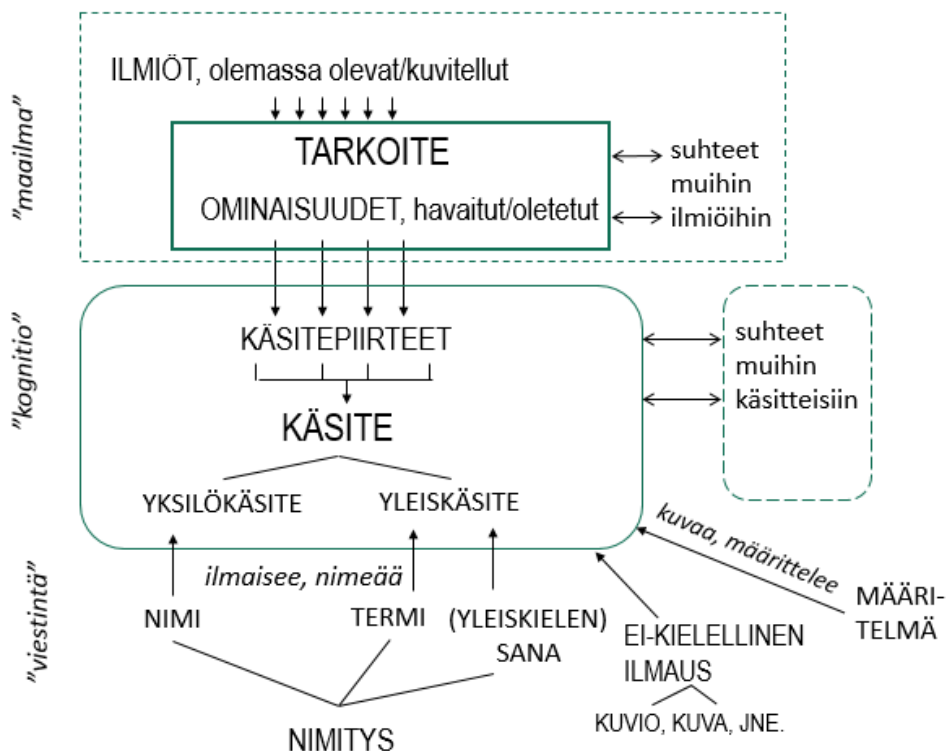 "maailma"
ILMIÖT, olemassa olevat/kuvitellut
TARKOITE
OMINAISUUDET, havaitut/oletetut
suhteet
muihin
ilmiöihin
"kognitio"
KÄSITEPIIRTEET
KÄSITE
YKSILÖKÄSITE
YLEISKÄSITE
suhteet
muihin
käsitteisiin
"viestintä"
ilmaisee, nimeää
kuvaa, määrittelee
NIMI
TERMI
(YLEISKIELEN)
SANA
EI-KIELELLINEN
ILMAUS
MÄÄRI-
TELMÄ
KUVIO, KUVA, JNE.
NIMITYS